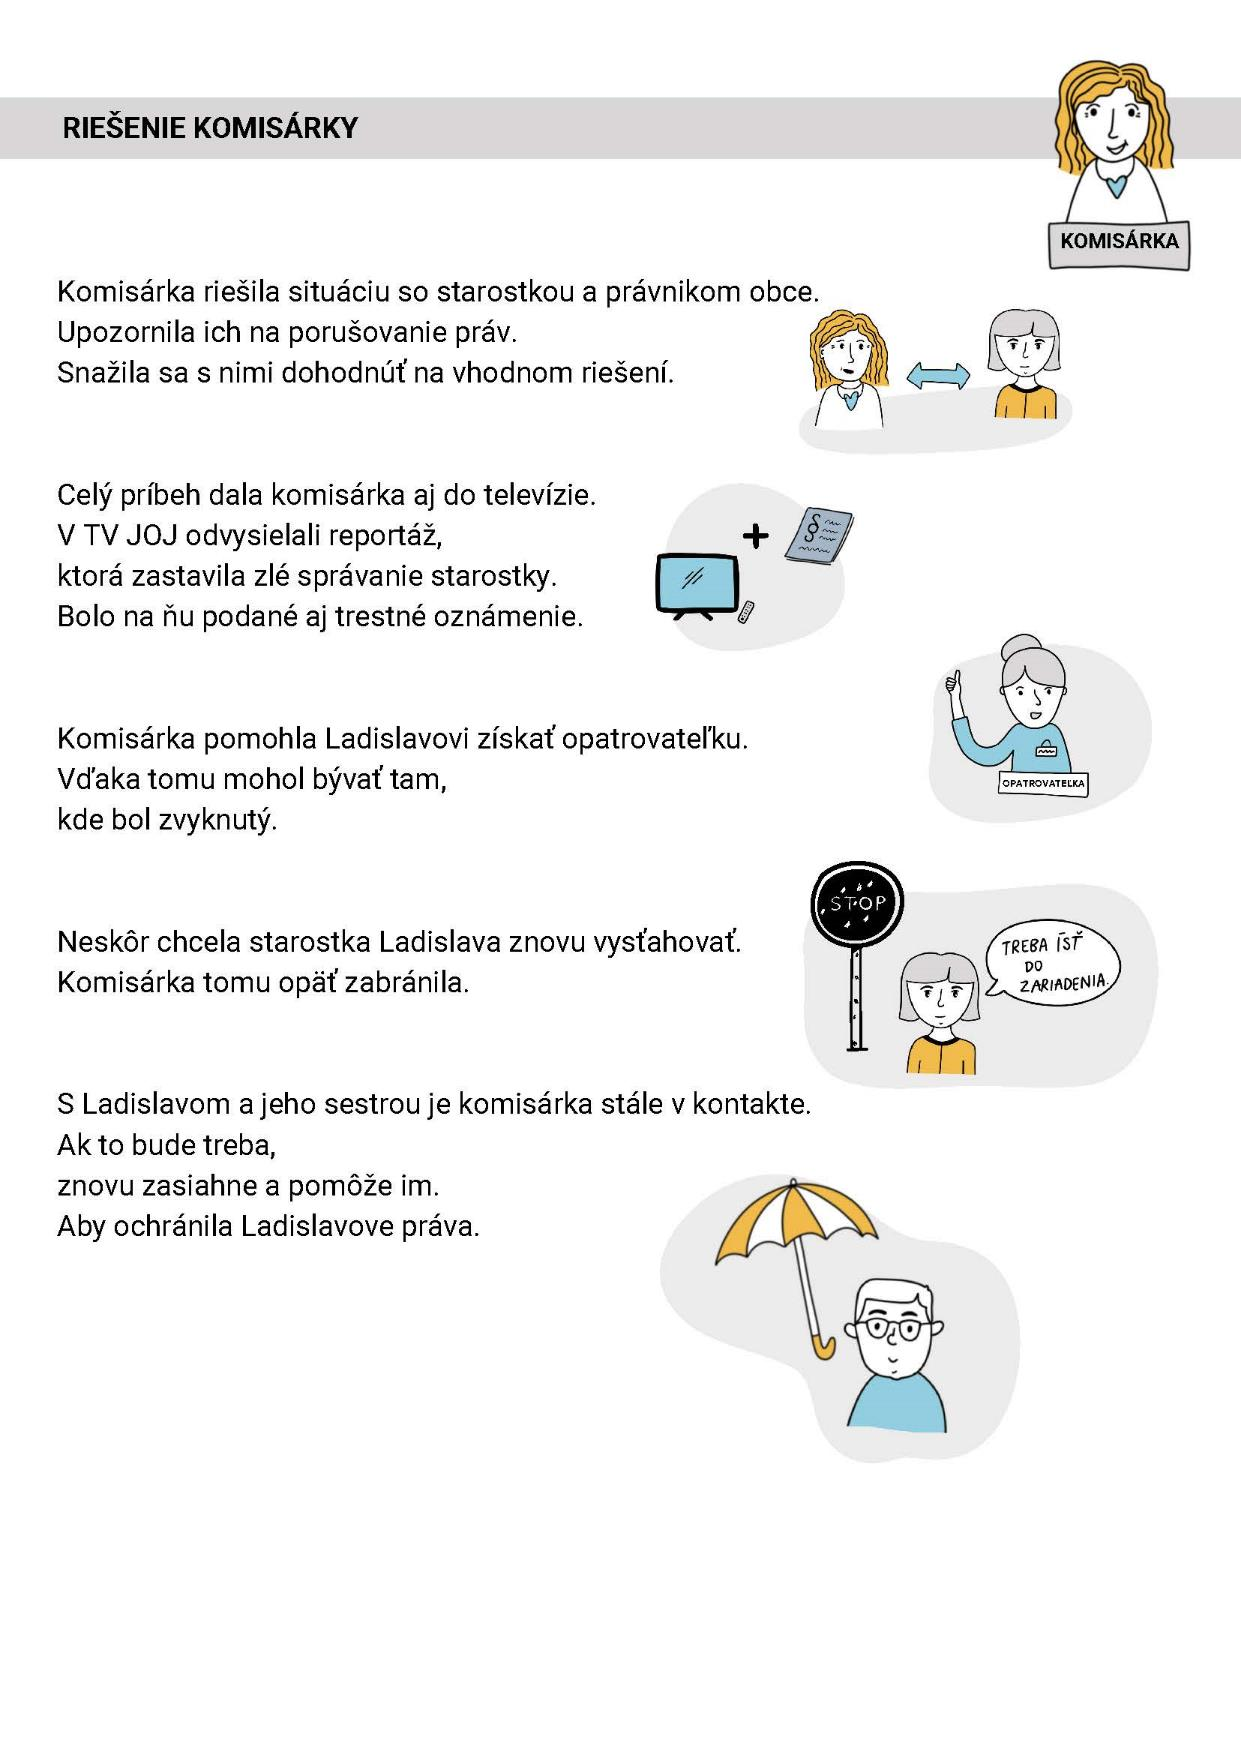 RIEŠENIE KOMISÁRKY
KOMISÁRKA
Komisárka riešila situáciu so starostkou a právnikom obce.
Upozornila ich na porušovanie práv.
Snažila sa s nimi dohodnúť na vhodnom riešení.
Celý príbeh dala komisárka aj do televízie.
V TV JOJ odvysielali reportáž,
ktorá zastavila zlé správanie starostky.
Bolo na ňu podané aj trestné oznámenie.
Komisárka pomohla Ladislavovi získať opatrovateľku.
Vďaka tomu mohol bývať tam,
kde bol zvyknutý.
OPATROVATEĽKA
Neskôr chcela starostka Ladislava znovu vysťahovať.
Komisárka tomu opäť zabránila.
STOP
TREBA ÍSŤ
DO
ZARIADENIA.
S Ladislavom a jeho sestrou je komisárka stále v kontakte.
Ak to bude treba,
znovu zasiahne a pomôže im.
Aby ochránila Ladislavove práva.